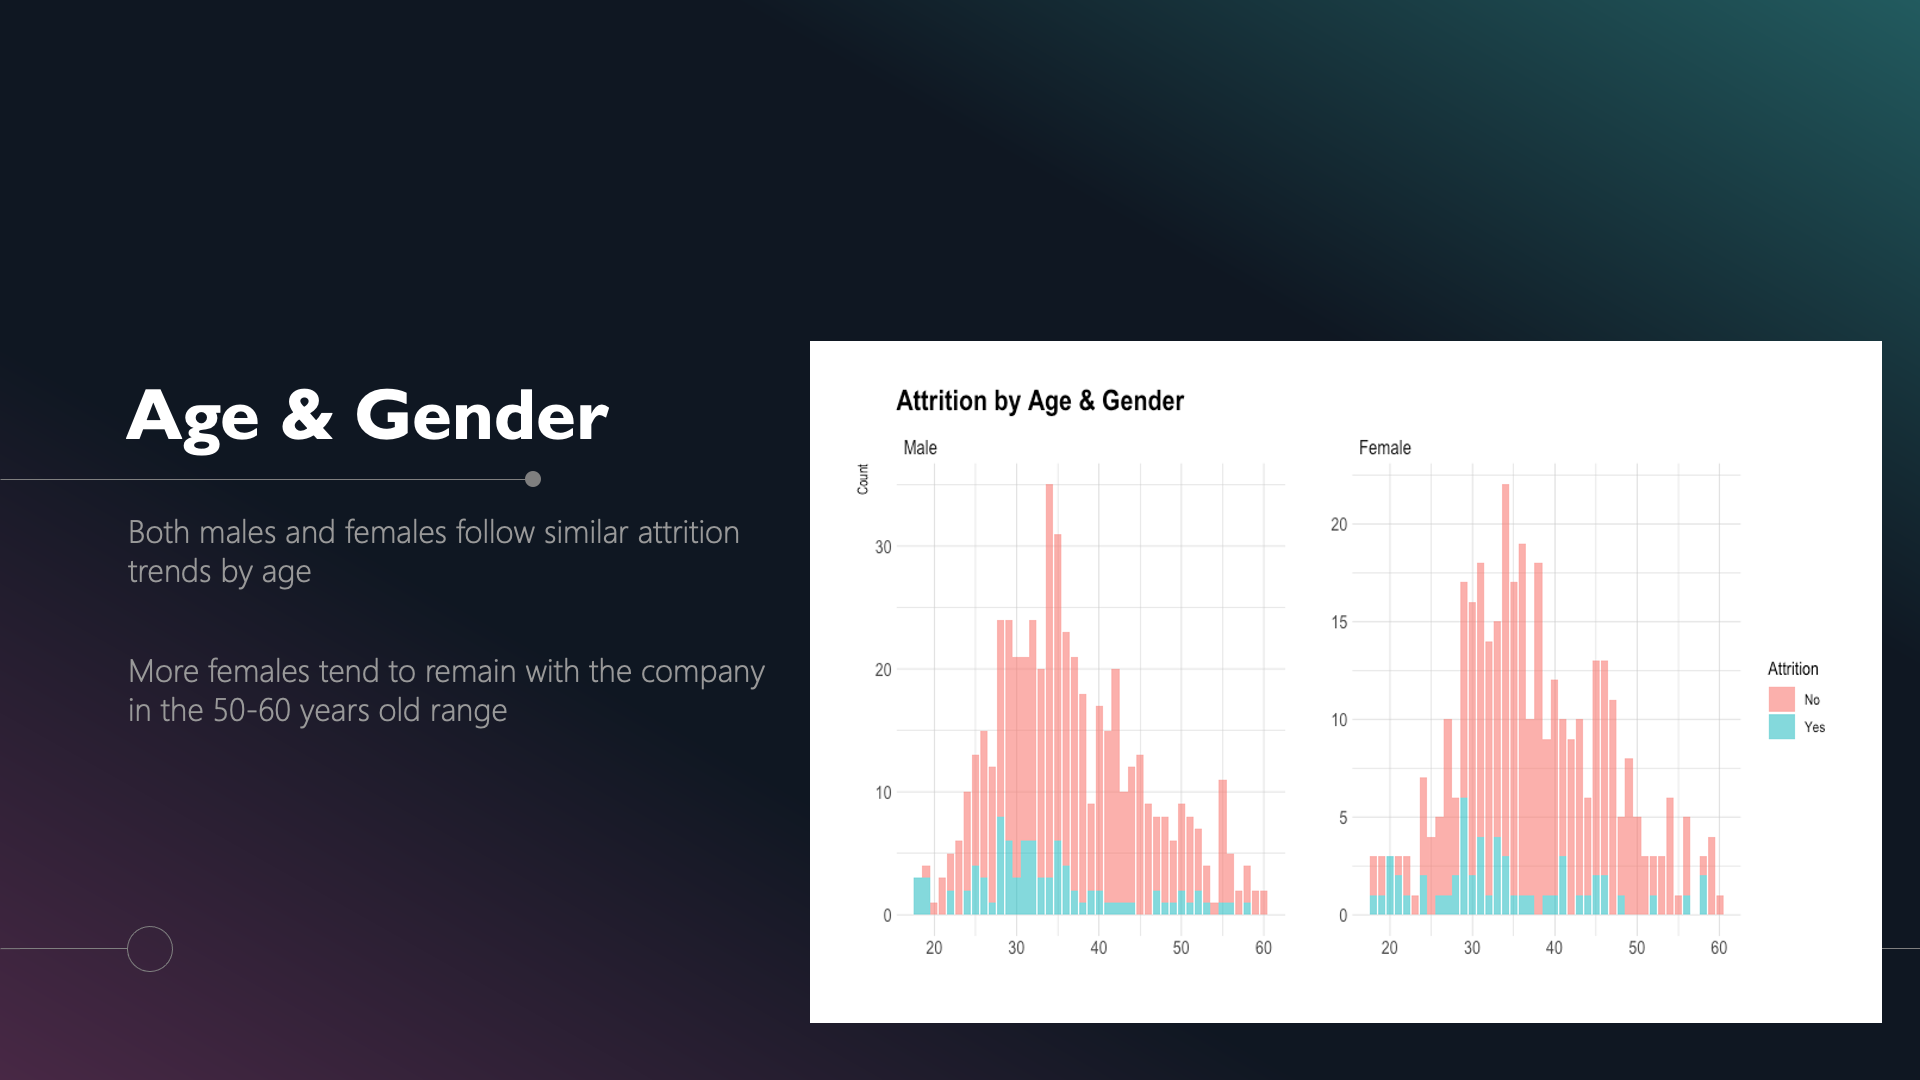 Age & Gender
Both males and females follow similar attrition
trends by age
More females tend to remain with the company
in the 50-60 years old range
Attrition by Age & Gender
Male
Female
Count
30
20
10
0
20 30 40 50 60
20
15
10
5
0
20 30 40 50 60
Attrition
No
Yes